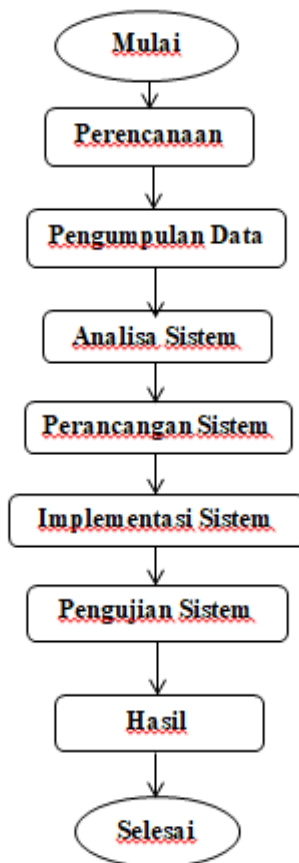 Mulai
Perencanaan
Pengumpulan Data
Analisa Sistem
Perancangan Sistem
Implementasi Sistem
Pengujian Sistem
Hasil
Selesai